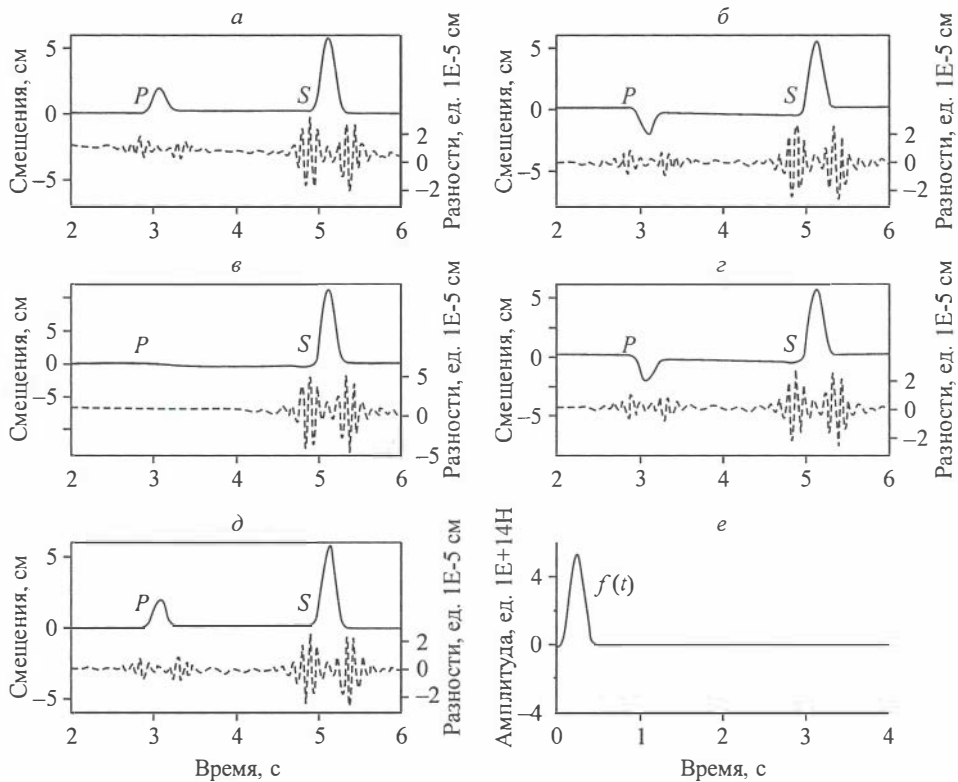 а
5
0
−5
Смещения, см
P
S
2
0
−2
Разности, ед. 1E-5 см
2 3 4 5 6
б
5
0
−5
Смещения, см
P
S
2
0
−2
Разности, ед. 1E-5 см
2 3 4 5 6
в
5
0
−5
Смещения, см
P
S
5
0
−5
Разности, ед. 1E-5 см
2 3 4 5 6
г
5
0
−5
Смещения, см
P
S
2
0
−2
Разности, ед. 1E-5 см
2 3 4 5 6
д
5
0
−5
Смещения, см
P
S
2
0
−2
Разности, ед. 1E-5 см
2 3 4 5 6
Время, с
е
4
0
−4
Амплитуда, ед. 1E+14Н
f(t)
0 1 2 3 4
Время, с